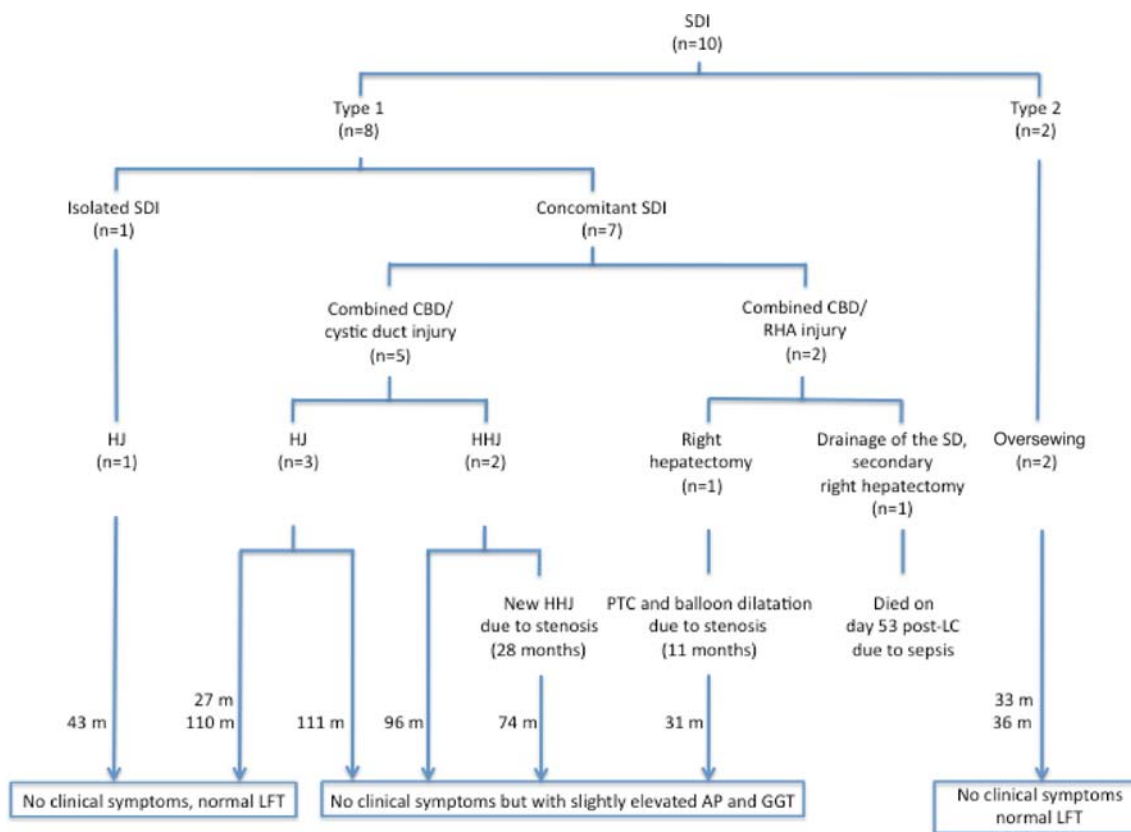 SDI
(n=10)
Type 1
(n=8)
Type 2
(n=2)
Isolated SDI
(n=1)
Concomitant SDI
(n=7)
Combined CBD/
cystic duct injury
(n=5)
Combined CBD/
RHA injury
(n=2)
HJ
(n=1)
HJ
(n=3)
HHJ
(n=2)
Right
hepatectomy
(n=1)
Drainage of the SD,
secondary
right hepatectomy
(n=1)
Oversewing
(n=2)
New HHJ
due to stenosis
(28 months)
PTC and balloon dilatation
due to stenosis
(11 months)
Died on
day 53 post-LC
due to sepsis
43 m
27 m
110 m
111 m
96 m
74 m
31 m
33 m
36 m
No clinical symptoms, normal LFT
No clinical symptoms but with slightly elevated AP and GGT
No clinical symptoms
normal LFT